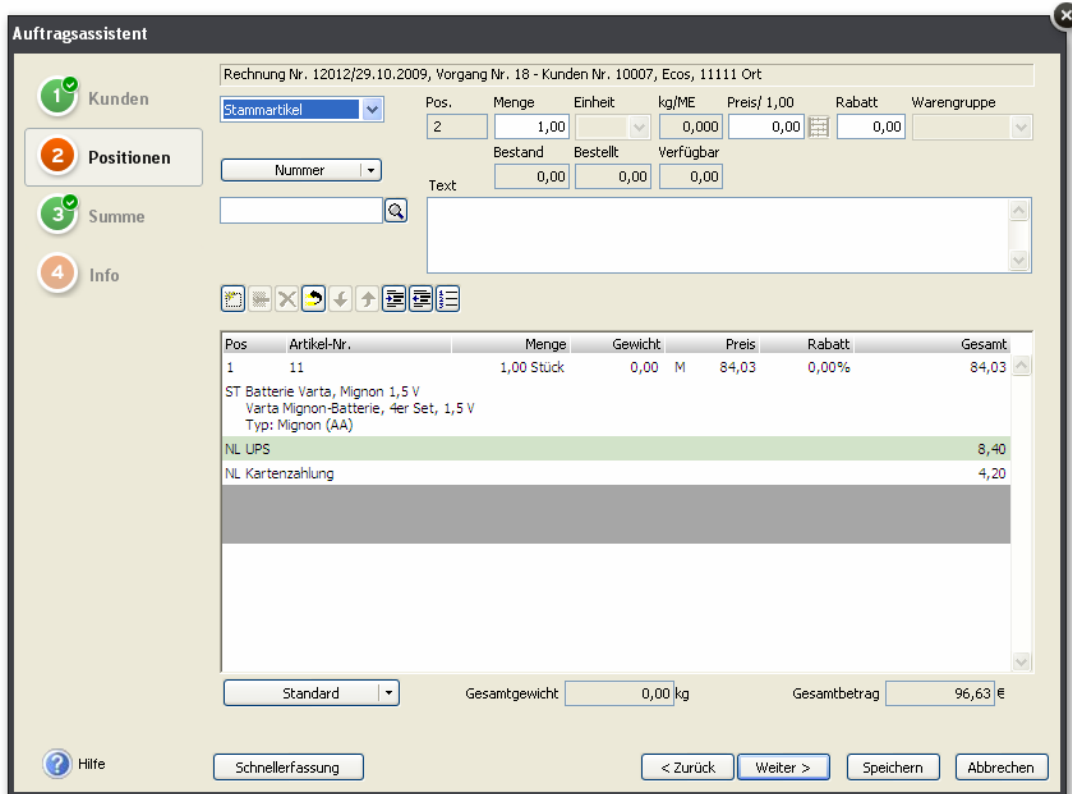 Auftragsassistent
Rechnung Nr. 12012/29.10.2009, Vorgang Nr. 18 - Kunden Nr. 10007, Ecos, 11111 Ort
1 Kunden
2 Positionen
3 Summe
4 Info
Stammartikel
Pos. Menge Einheit kg/ME Preis/ 1,00 Rabatt Warengruppe
2 1,00 0,000 0,00 0,00
Nummer
Bestand Bestellt Verfügbar
0,00 0,00 0,00
Text
Pos Artikel-Nr. Menge Gewicht Preis Rabatt Gesamt
1 11 1,00 Stück 0,00 M 84,03 0,00% 84,03
ST Batterie Varta, Mignon 1,5 V
Varta Mignon-Batterie, 4er Set, 1,5 V
Typ: Mignon (AA)
NL UPS 8,40
NL Kartenzahlung 4,20
Standard Gesamtgewicht 0,00 kg Gesamtbetrag 96,63 €
Hilfe Schnellerfassung < Zurück Weiter > Speichern Abbrechen